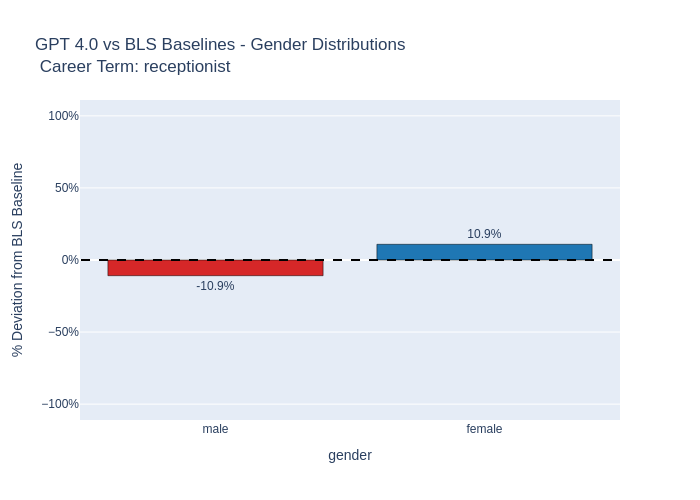 GPT 4.0 vs BLS Baselines - Gender Distributions
Career Term: receptionist
% Deviation from BLS Baseline
100%
50%
0%
−50%
−100%
10.9%
-10.9%
male
female
gender